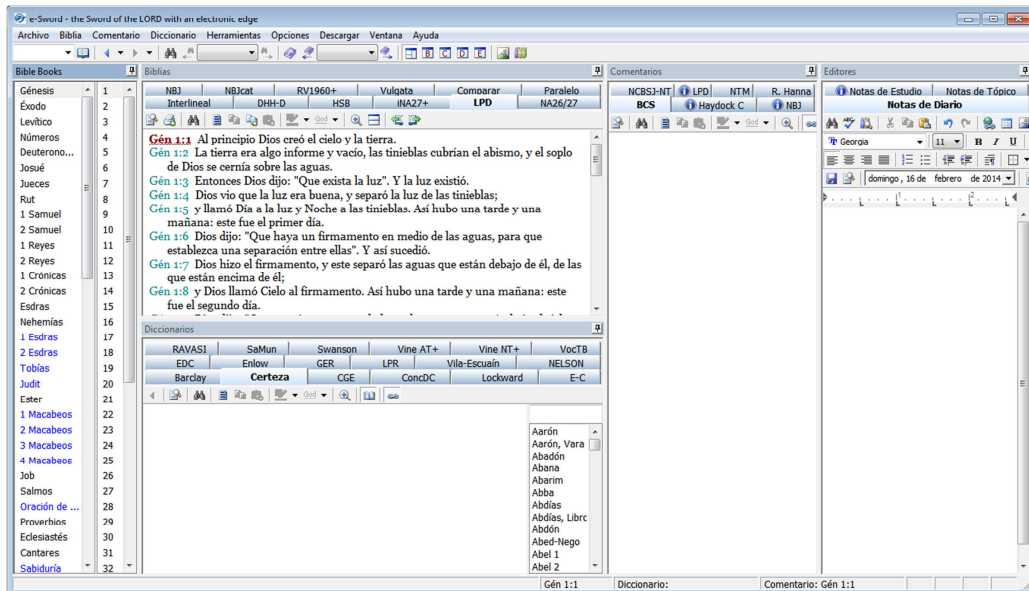 e-Sword - the Sword of the LORD with an electronic edge
Archivo Biblia Comentario Diccionario Herramientas Opciones Descargar Ventana Ayuda
B C D E
Bible Books
Génesis
Éxodo
Levítico
Números
Deuterono...
Josué
Jueces
Rut
1 Samuel
2 Samuel
1 Reyes
2 Reyes
1 Crónicas
2 Crónicas
Esdras
Nehemías
1 Esdras
2 Esdras
Tobías
Judit
Ester
1 Macabeos
2 Macabeos
3 Macabeos
4 Macabeos
Job
Salmos
Oración de ...
Proverbios
Eclesiastés
Cantares
Sabiduría
1
2
3
4
5
6
7
8
9
10
11
12
13
14
15
16
17
18
19
20
21
22
23
24
25
26
27
28
29
30
31
32
Biblias
NBJ NBJcat RV1960+ Vulgata Comparar Paralelo
Interlineal DHH-D HSB iNA27+ LPD NA26/27
God
Gén 1:1 Al principio Dios creó el cielo y la tierra.
Gén 1:2 La tierra era algo informe y vacío, las tinieblas cubrían el abismo, y el soplo
de Dios se cernía sobre las aguas.
Gén 1:3 Entonces Dios dijo: "Que exista la luz". Y la luz existió.
Gén 1:4 Dios vio que la luz era buena, y separó la luz de las tinieblas;
Gén 1:5 y llamó Día a la luz y Noche a las tinieblas. Así hubo una tarde y una
mañana: este fue el primer día.
Gén 1:6 Dios dijo: "Que haya un firmamento en medio de las aguas, para que
establezca una separación entre ellas". Y así sucedió.
Gén 1:7 Dios hizo el firmamento, y este separó las aguas que están debajo de él, de las
que están encima de él;
Gén 1:8 y Dios llamó Cielo al firmamento. Así hubo una tarde y una mañana: este
fue el segundo día.
Diccionarios
RAVASI SaMun Swanson Vine AT+ Vine NT+ VocTB
EDC Enlow GER LPR Vila-Escuaín NELSON
Barclay Certeza CGE ConcDC Lockward E-C
God
Aarón
Aarón, Vara
Abadón
Abana
Abarim
Abba
Abdías
Abdías, Libro
Abdón
Abed-Nego
Abel 1
Abel 2
Comentarios
NCBSJ-NT LPD NTM R. Hanna
BCS Haydock C NBJ
God
Editores
Notas de Estudio Notas de Tópico
Notas de Diario
Georgia 11 B I U
domingo, 16 de febrero de 2014
1 2
Gén 1:1 Diccionario: Comentario: Gén 1:1